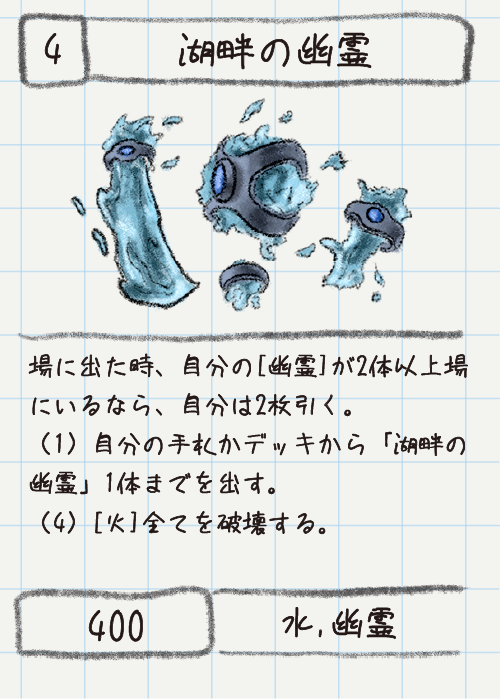 4
湖畔の幽霊
場に出た時、自分の[幽霊]が2体以上場
にいるなら、自分は2枚引く。
(1) 自分の手札かデッキから「湖畔の
幽霊」1体までを出す。
(4) [火]全てを破壊する。
400
水,幽霊